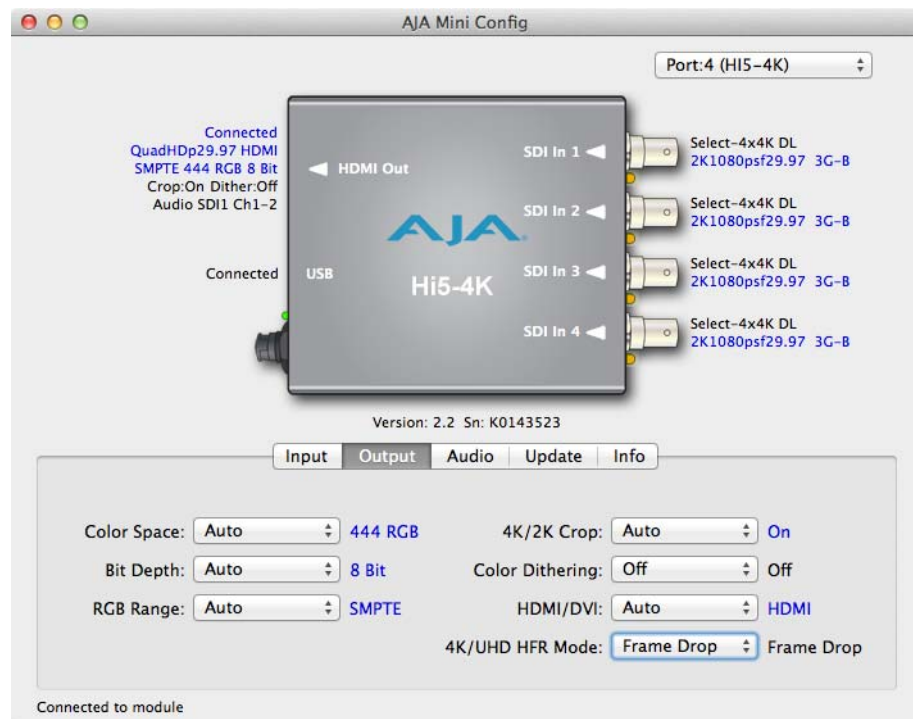 AJA Mini Config
Port:4 (HI5-4K)
Connected
QuadHDp29.97 HDMI
SMPTE 444 RGB 8 Bit
Crop:On Dither:Off
Audio SDI1 Ch1-2
HDMI Out
SDI In 1
Select-4x4K DL
2K1080psf29.97 3G-B
SDI In 2
Select-4x4K DL
2K1080psf29.97 3G-B
AJA
Connected
USB
Hi5-4K
SDI In 3
Select-4x4K DL
2K1080psf29.97 3G-B
SDI In 4
Select-4x4K DL
2K1080psf29.97 3G-B
Version: 2.2 Sn: K0143523
Input Output Audio Update Info
Color Space: Auto 444 RGB 4K/2K Crop: Auto On
Bit Depth: Auto 8 Bit Color Dithering: Off Off
RGB Range: Auto SMPTE HDMI/DVI: Auto HDMI
4K/UHD HFR Mode: Frame Drop Frame Drop
Connected to module